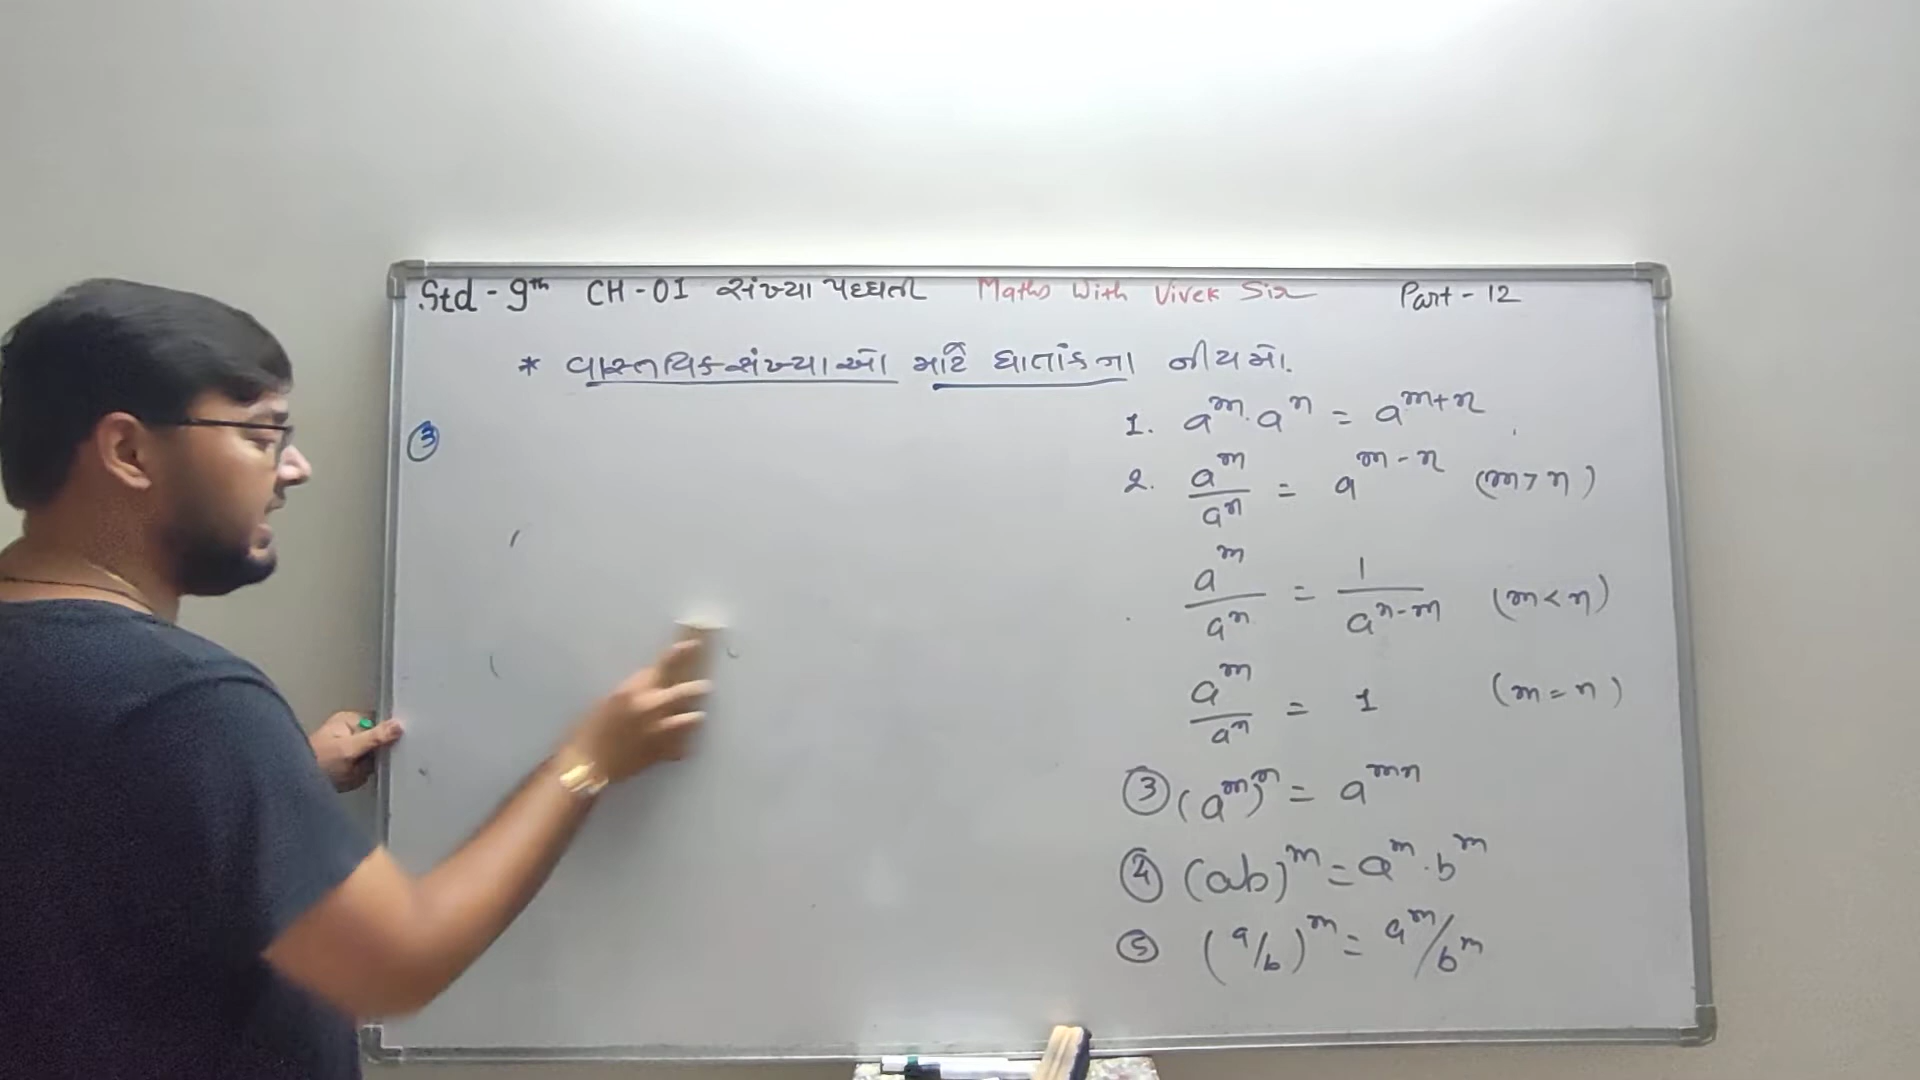 Std - 9th CH - 01 સંખ્યા પધ્ધતી Maths With Vivek Sir Part - 12
* વાસ્તવિક સંખ્યાઓ માટે ઘાતાંકના નીયમો.
③
1. a^m . a^n = a^(m+n)
2. a^m / a^n = a^(m-n) (m > n)
a^m / a^n = 1 / a^(n-m) (m < n)
a^m / a^n = 1 (m = n)
③ (a^m)^n = a^(mn)
④ (ab)^m = a^m . b^m
⑤ (a/b)^m = a^m / b^m